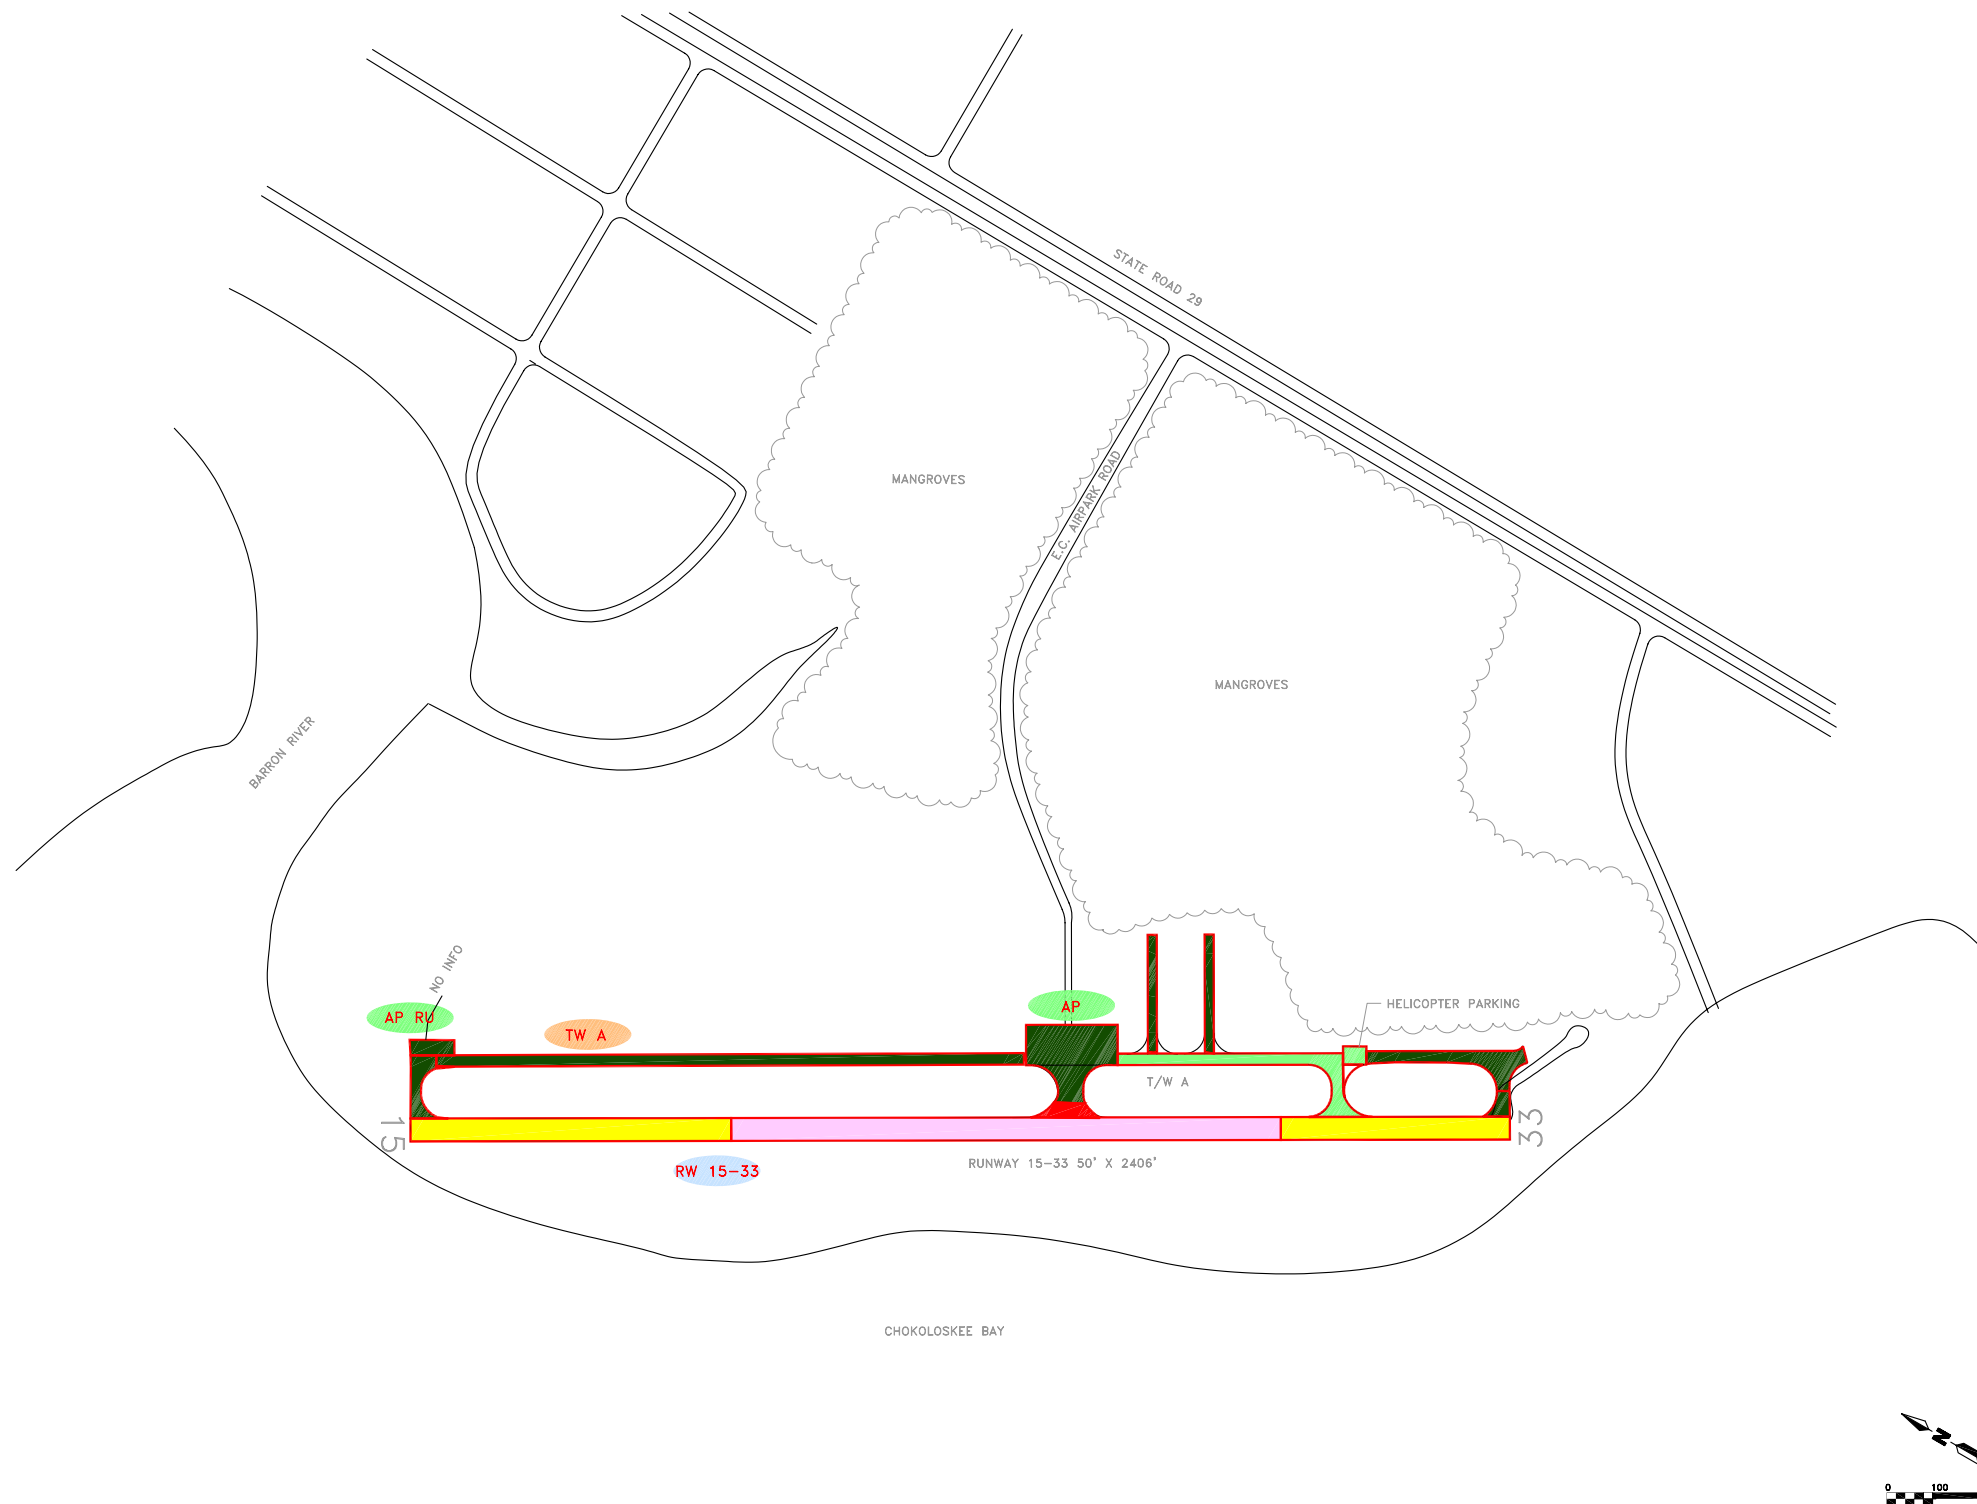 STATE ROAD 29
MANGROVES
E.C. AIRPARK ROAD
MANGROVES
BARRON RIVER
NO INFO
HELICOPTER PARKING
AP RU
AP
TW A
T/W A
15
33
RUNWAY 15-33 50' X 2406'
RW 15-33
CHOKOLOSKEE BAY
N
0 100